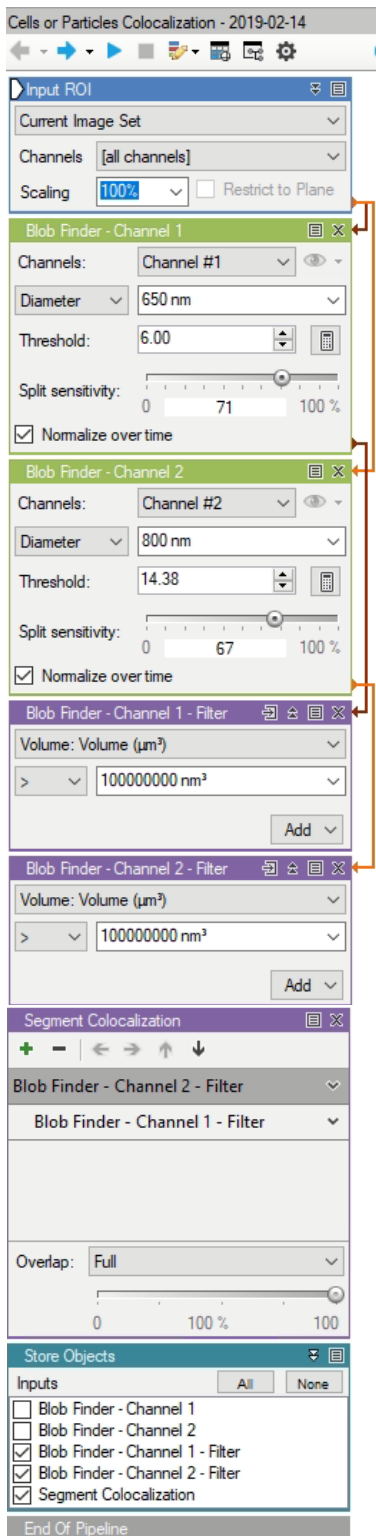 Cells or Particles Colocalization - 2019-02-14
Input ROI
Current Image Set
Channels [all channels]
Scaling 100% Restrict to Plane
Blob Finder - Channel 1
Channels: Channel #1
Diameter 650 nm
Threshold: 6.00
Split sensitivity:
0 71 100 %
Normalize over time
Blob Finder - Channel 2
Channels: Channel #2
Diameter 800 nm
Threshold: 14.38
Split sensitivity:
0 67 100 %
Normalize over time
Blob Finder - Channel 1 - Filter
Volume: Volume (µm³)
> 100000000 nm³
Add
Blob Finder - Channel 2 - Filter
Volume: Volume (µm³)
> 100000000 nm³
Add
Segment Colocalization
Blob Finder - Channel 2 - Filter
Blob Finder - Channel 1 - Filter
Overlap: Full
0 100 % 100
Store Objects
Inputs All None
Blob Finder - Channel 1
Blob Finder - Channel 2
Blob Finder - Channel 1 - Filter
Blob Finder - Channel 2 - Filter
Segment Colocalization
End Of Pipeline